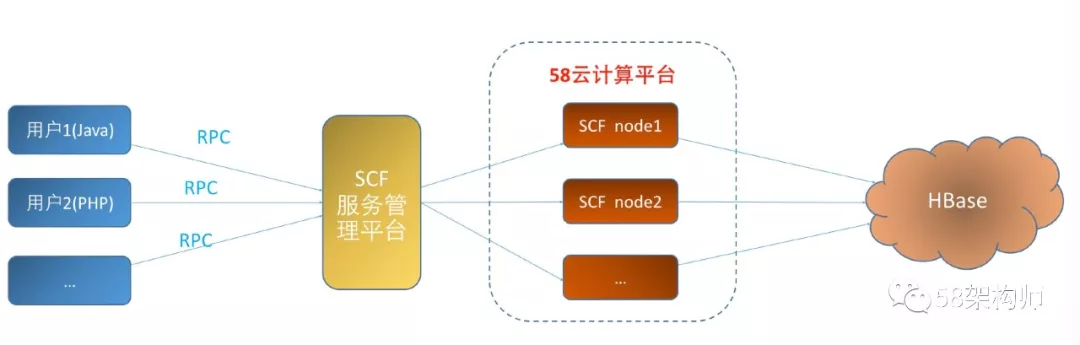 58云计算平台
用户1(Java)
RPC
SCF node1
用户2(PHP)
RPC
SCF
服务管
理平台
SCF node2
HBase
RPC
...
...
58架构师